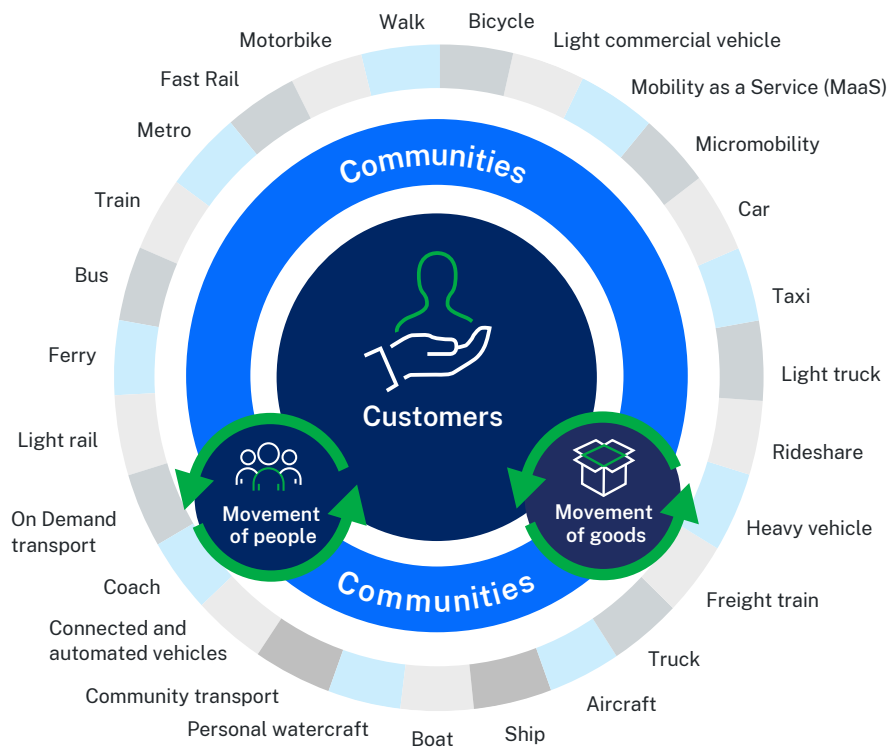 Walk
Bicycle
Light commercial vehicle
Mobility as a Service (MaaS)
Micromobility
Car
Taxi
Light truck
Rideshare
Heavy vehicle
Freight train
Truck
Aircraft
Ship
Boat
Personal watercraft
Community transport
Connected and
automated vehicles
Coach
On Demand
transport
Light rail
Ferry
Bus
Train
Metro
Fast Rail
Motorbike
Communities
Customers
Movement
of people
Movement
of goods
Communities